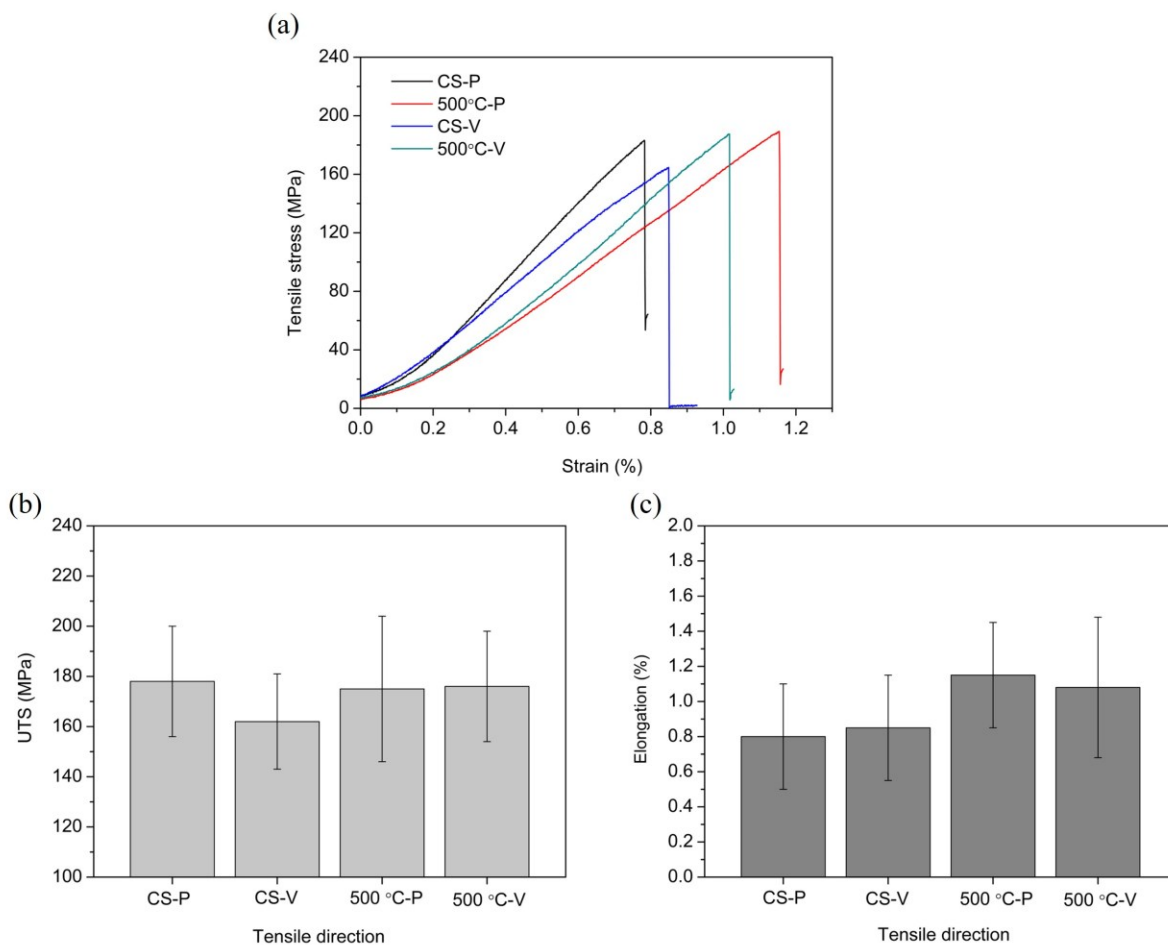 (a)
240
200
160
120
80
40
0
Tensile stress (MPa)
CS-P
500°C-P
CS-V
500°C-V
0.0 0.2 0.4 0.6 0.8 1.0 1.2
Strain (%)
(b)
240
220
200
180
160
140
120
100
UTS (MPa)
CS-P CS-V 500 °C-P 500 °C-V
Tensile direction
(c)
2.0
1.8
1.6
1.4
1.2
1.0
0.8
0.6
0.4
0.2
0.0
Elongation (%)
CS-P CS-V 500 °C-P 500 °C-V
Tensile direction